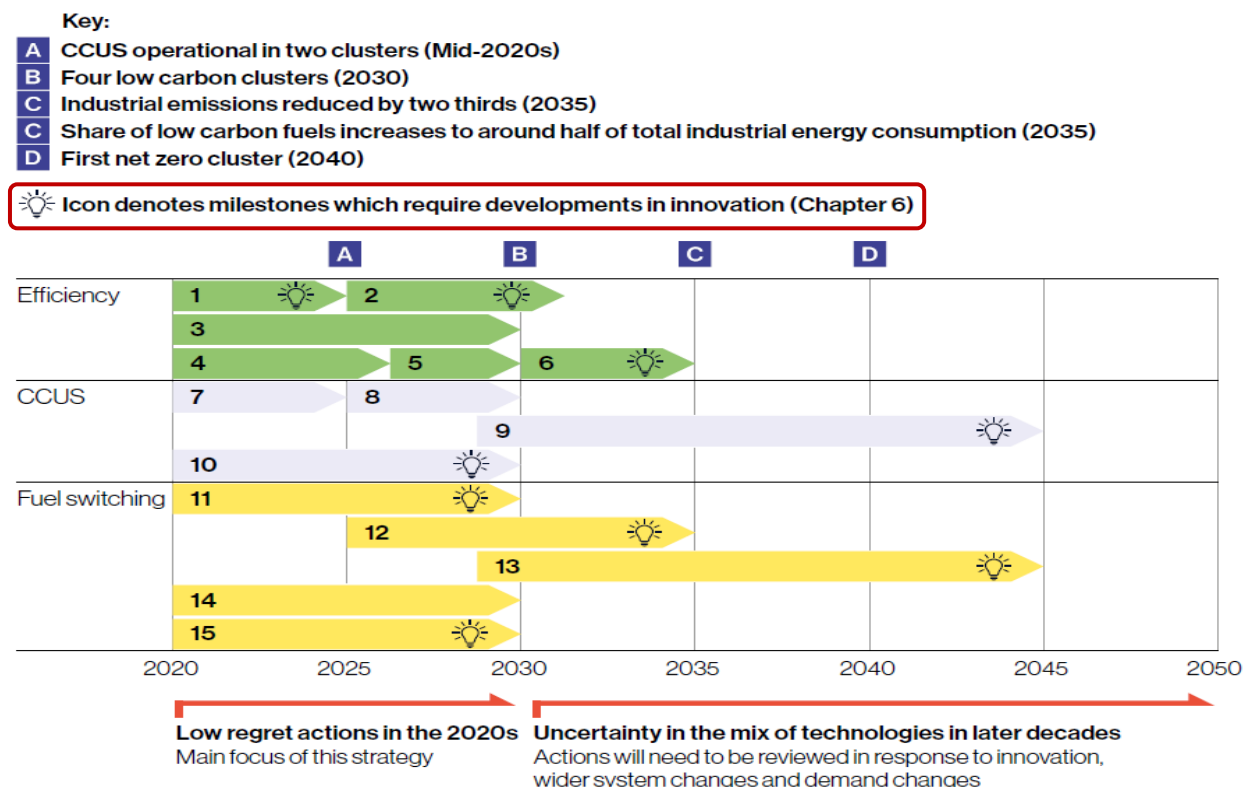 Key:
A CCUS operational in two clusters (Mid-2020s)
B Four low carbon clusters (2030)
C Industrial emissions reduced by two thirds (2035)
C Share of low carbon fuels increases to around half of total industrial energy consumption (2035)
D First net zero cluster (2040)
Icon denotes milestones which require developments in innovation (Chapter 6)
A B C D
Efficiency 1 2
3
4 5 6
CCUS 7 8
9
10
Fuel switching 11
12
13
14
15
2020 2025 2030 2035 2040 2045 2050
Low regret actions in the 2020s
Main focus of this strategy
Uncertainty in the mix of technologies in later decades
Actions will need to be reviewed in response to innovation,
wider system changes and demand changes